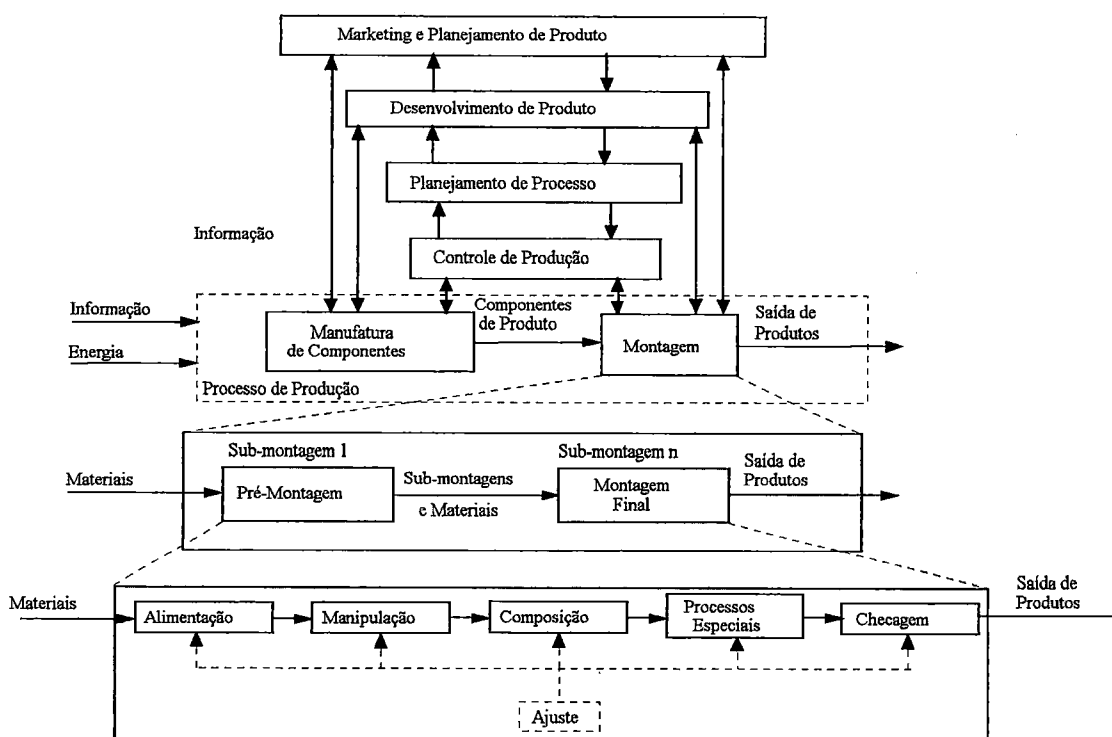 Marketing e Planejamento de Produto
Desenvolvimento de Produto
Planejamento de Processo
Informação
Controle de Produção
Informação
Energia
Manufatura
de Componentes
Componentes
de Produto
Montagem
Saída de
Produtos
Processo de Produção
Sub-montagem 1
Sub-montagem n
Materiais
Pré-Montagem
Sub-montagens
e Materiais
Montagem
Final
Saída de
Produtos
Materiais
Alimentação
Manipulação
Composição
Processos
Especiais
Checagem
Saída de
Produtos
Ajuste